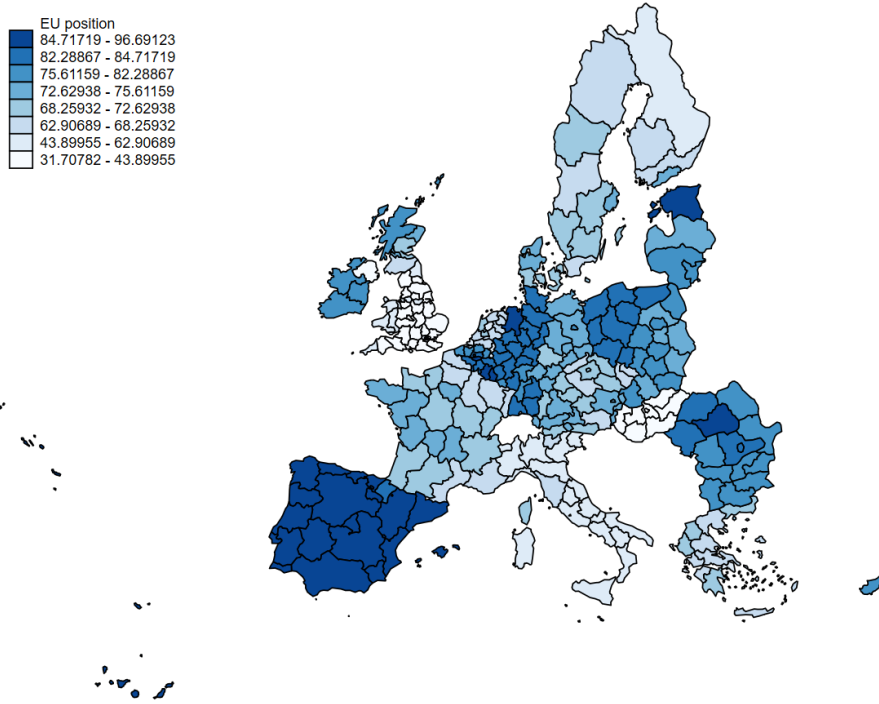 EU position
84.71719 - 96.69123
82.28867 - 84.71719
75.61159 - 82.28867
72.62938 - 75.61159
68.25932 - 72.62938
62.90689 - 68.25932
43.89955 - 62.90689
31.70782 - 43.89955